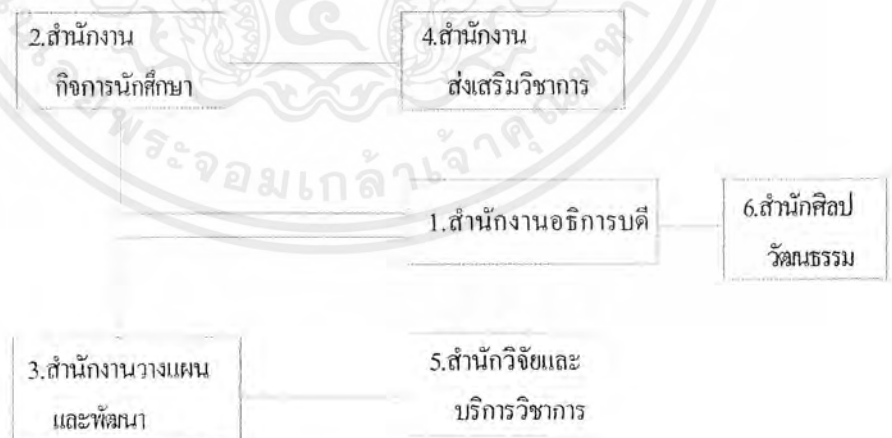 2.สำนักงาน
กิจการนักศึกษา
4.สำนักงาน
ส่งเสริมวิชาการ
1.สำนักงานอธิการบดี
6.สำนักศิลป
วัฒนธรรม
3.สำนักงานวางแผน
และพัฒนา
5.สำนักวิจัยและ
บริการวิชาการ